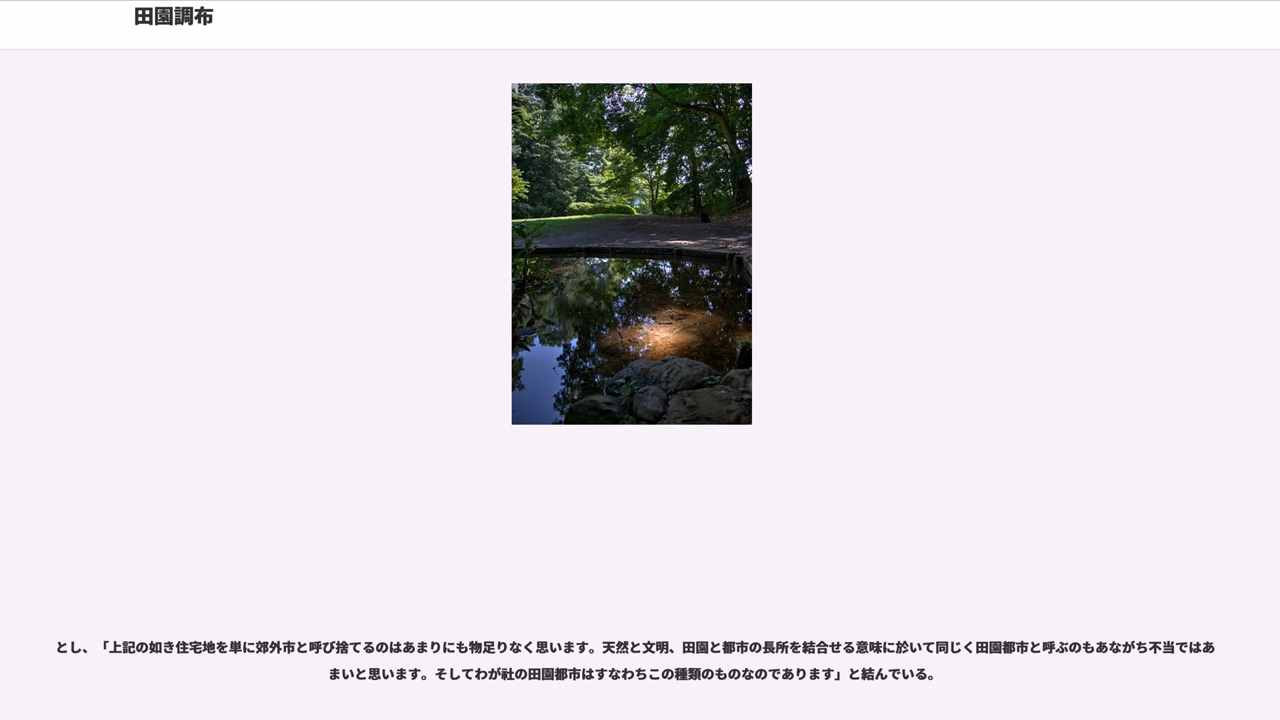 田園調布
とし、「上記の如き住宅地を単に郊外市と呼び捨てるのはあまりにも物足りなく思います。天然と文明、田園と都市の長所を結合せる意味に於いて同じく田園都市と呼ぶのもあながち不当ではあ
まいと思います。そしてわが社の田園都市はすなわちこの種類のものなのであります」と結んでいる。